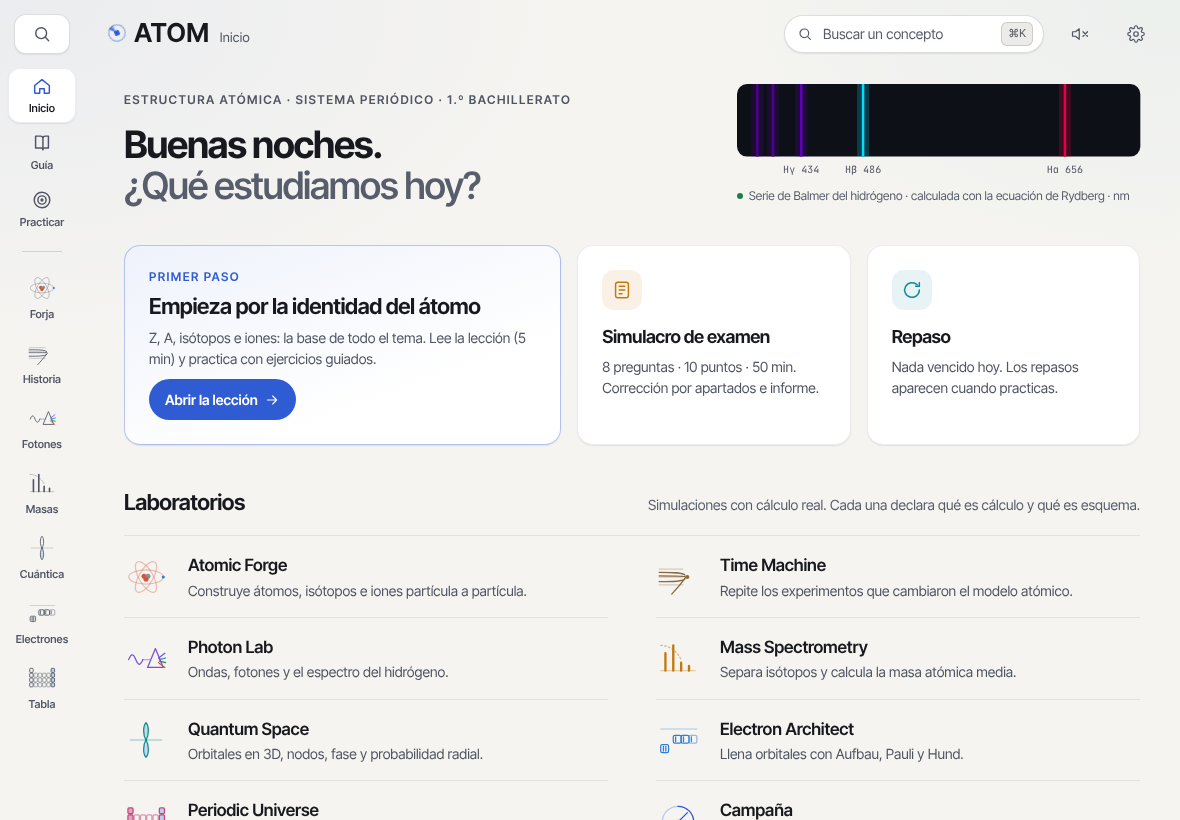 ATOM Inicio
Buscar un concepto ⌘K
Inicio
Guía
Practicar
Forja
Historia
Fotones
Masas
Cuántica
Electrones
Tabla
ESTRUCTURA ATÓMICA · SISTEMA PERIÓDICO · 1.º BACHILLERATO
Buenas noches.
¿Qué estudiamos hoy?
Hγ 434 Hβ 486 Hα 656
Serie de Balmer del hidrógeno · calculada con la ecuación de Rydberg · nm
PRIMER PASO
Empieza por la identidad del átomo
Z, A, isótopos e iones: la base de todo el tema. Lee la lección (5
min) y practica con ejercicios guiados.
Abrir la lección →
Simulacro de examen
8 preguntas · 10 puntos · 50 min.
Corrección por apartados e informe.
Repaso
Nada vencido hoy. Los repasos
aparecen cuando practicas.
Laboratorios
Simulaciones con cálculo real. Cada una declara qué es cálculo y qué es esquema.
Atomic Forge
Construye átomos, isótopos e iones partícula a partícula.
Time Machine
Repite los experimentos que cambiaron el modelo atómico.
Photon Lab
Ondas, fotones y el espectro del hidrógeno.
Mass Spectrometry
Separa isótopos y calcula la masa atómica media.
Quantum Space
Orbitales en 3D, nodos, fase y probabilidad radial.
Electron Architect
Llena orbitales con Aufbau, Pauli y Hund.
Periodic Universe
Campaña